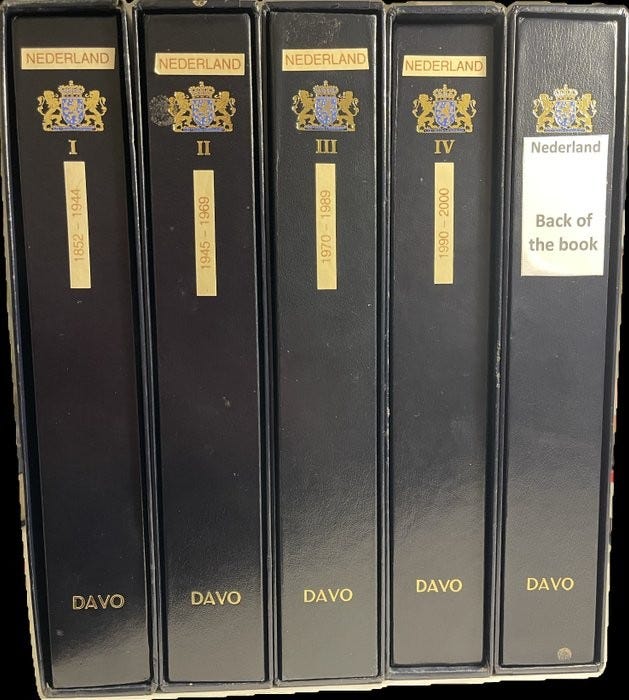 NEDERLAND
I
1852 – 1944
DAVO
NEDERLAND
II
1945 – 1969
DAVO
NEDERLAND
III
1970 – 1989
DAVO
NEDERLAND
IV
1990 – 2000
DAVO
Nederland
Back of
the book
DAVO